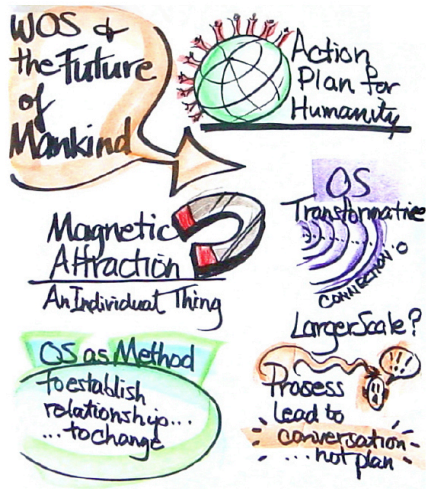 WOS &
the Future
of
Mankind
Action
Plan for
Humanity
Magnetic
Attraction
An Individual Thing
OS
Transformative
CONNECTION
Larger Scale?
OS as Method
to establish
relationship...
...to change
Prosess
lead to
conversation
...not plan
!!